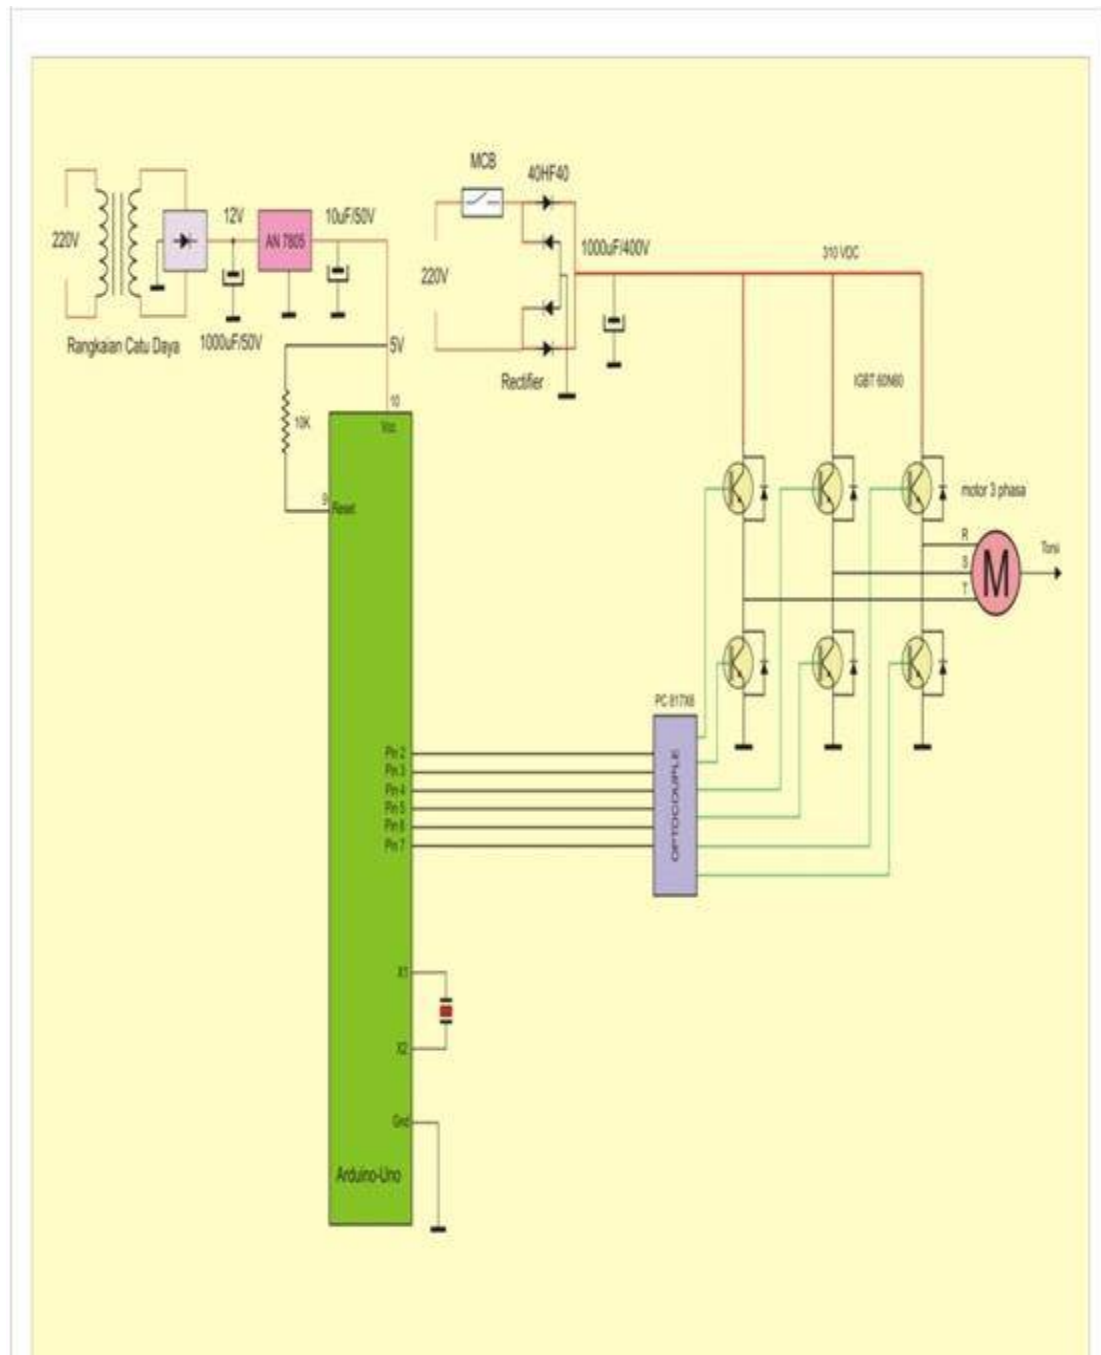 MCB
40HF40
220V
12V
AN 7805
10uF/50V
Rangkaian Catu Daya
1000uF/50V
5V
220V
1000uF/400V
310 VDC
Rectifier
IGBT 60N60
10K
10
Vcc
9
Reset
motor 3 phasa
R
S
T
M
Torsi
PC 817X6
OPTOCOUPLE
Pin 2
Pin 3
Pin 4
Pin 5
Pin 6
Pin 7
X1
X2
Gnd
Arduino-Uno